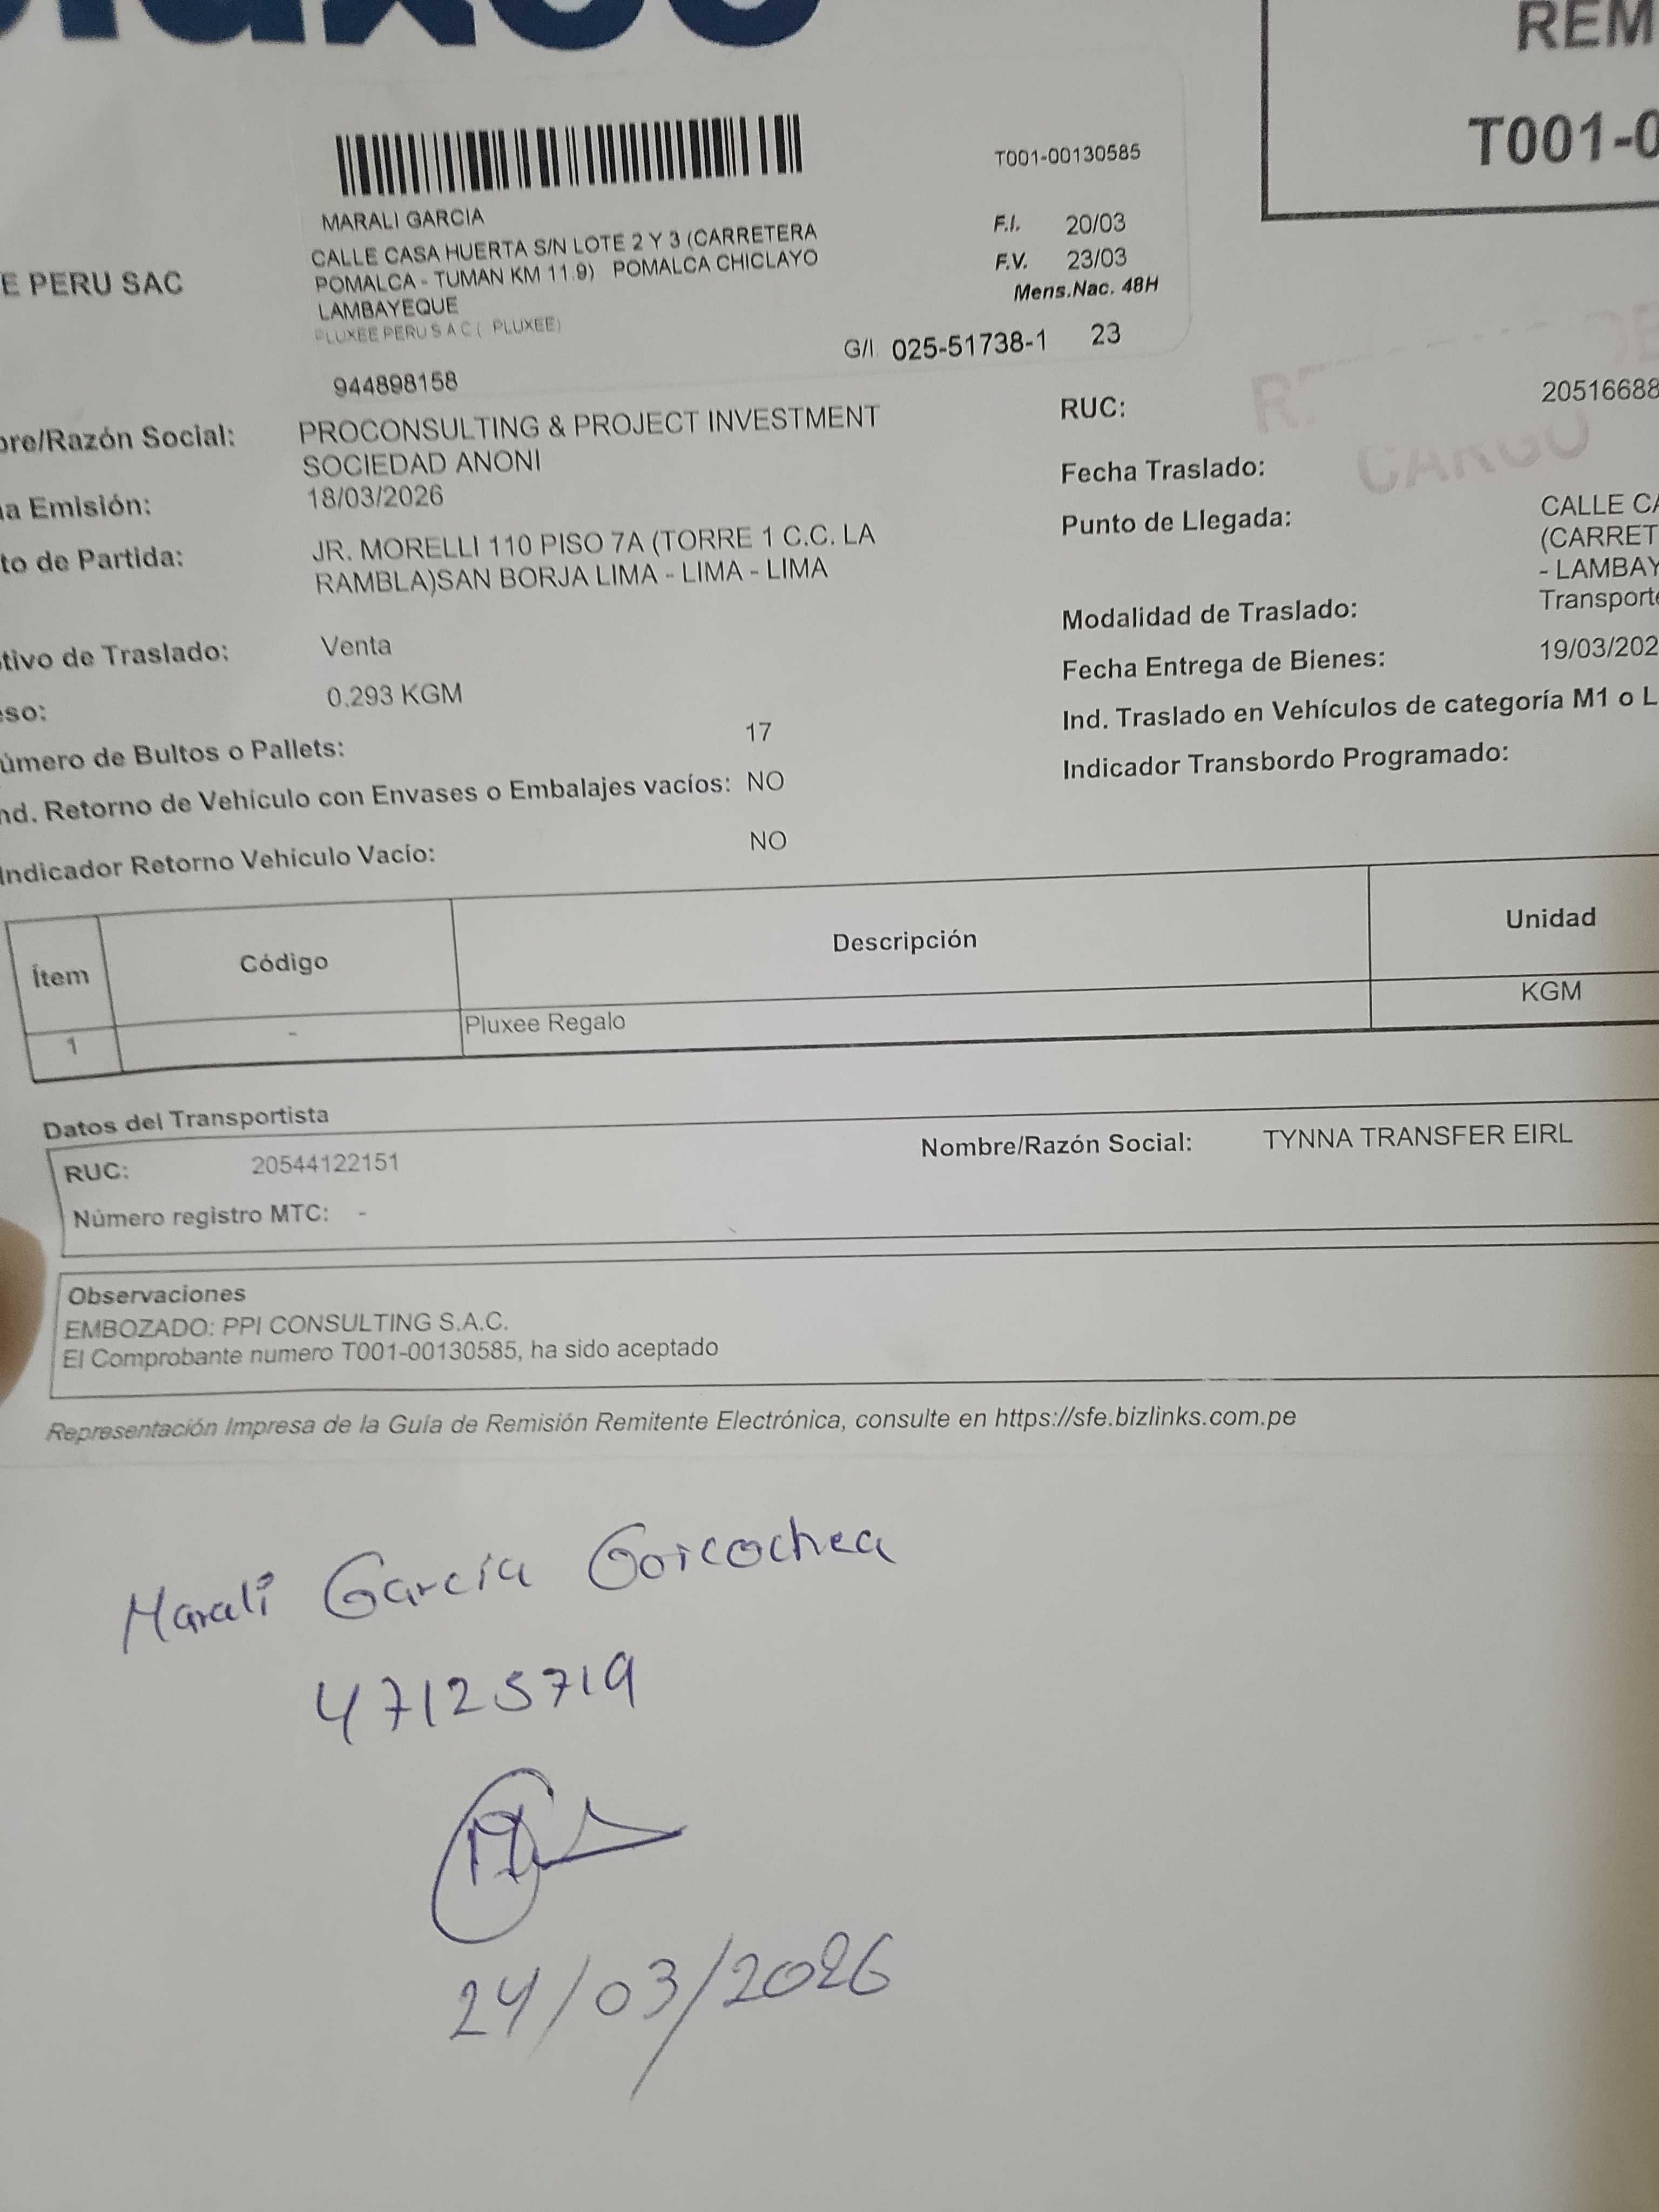 REM
T001-0
T001-00130585
MARALI GARCIA
F.I. 20/03
CALLE CASA HUERTA S/N LOTE 2 Y 3 (CARRETERA
POMALCA - TUMAN KM 11.9) POMALCA CHICLAYO
LAMBAYEQUE
F.V. 23/03
Mens.Nac. 48H
E PERU SAC
PLUXEE PERU S A C ( PLUXEE)
G/I. 025-51738-1 23
944898158
bre/Razón Social: PROCONSULTING & PROJECT INVESTMENT
SOCIEDAD ANONI
RUC: 20516688
CARGO
a Emisión: 18/03/2026
Fecha Traslado:
to de Partida: JR. MORELLI 110 PISO 7A (TORRE 1 C.C. LA
RAMBLA)SAN BORJA LIMA - LIMA - LIMA
Punto de Llegada: CALLE CA
(CARRET
- LAMBAY
tivo de Traslado: Venta
Modalidad de Traslado: Transporte
eso: 0.293 KGM
Fecha Entrega de Bienes: 19/03/202
úmero de Bultos o Pallets: 17
Ind. Traslado en Vehículos de categoría M1 o L
nd. Retorno de Vehículo con Envases o Embalajes vacíos: NO
Indicador Transbordo Programado:
Indicador Retorno Vehículo Vacío: NO
Ítem Código Descripción Unidad
1 - Pluxee Regalo KGM
Datos del Transportista
RUC: 20544122151 Nombre/Razón Social: TYNNA TRANSFER EIRL
Número registro MTC: -
Observaciones
EMBOZADO: PPI CONSULTING S.A.C.
El Comprobante numero T001-00130585, ha sido aceptado
Representación Impresa de la Guía de Remisión Remitente Electrónica, consulte en https://sfe.bizlinks.com.pe
Marali García Goicochea
47125719
24/03/2026